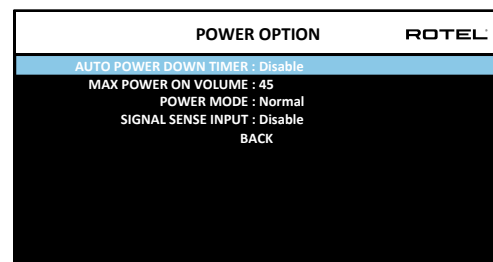 POWER OPTION ROTEL
AUTO POWER DOWN TIMER : Disable
MAX POWER ON VOLUME : 45
POWER MODE : Normal
SIGNAL SENSE INPUT : Disable
BACK